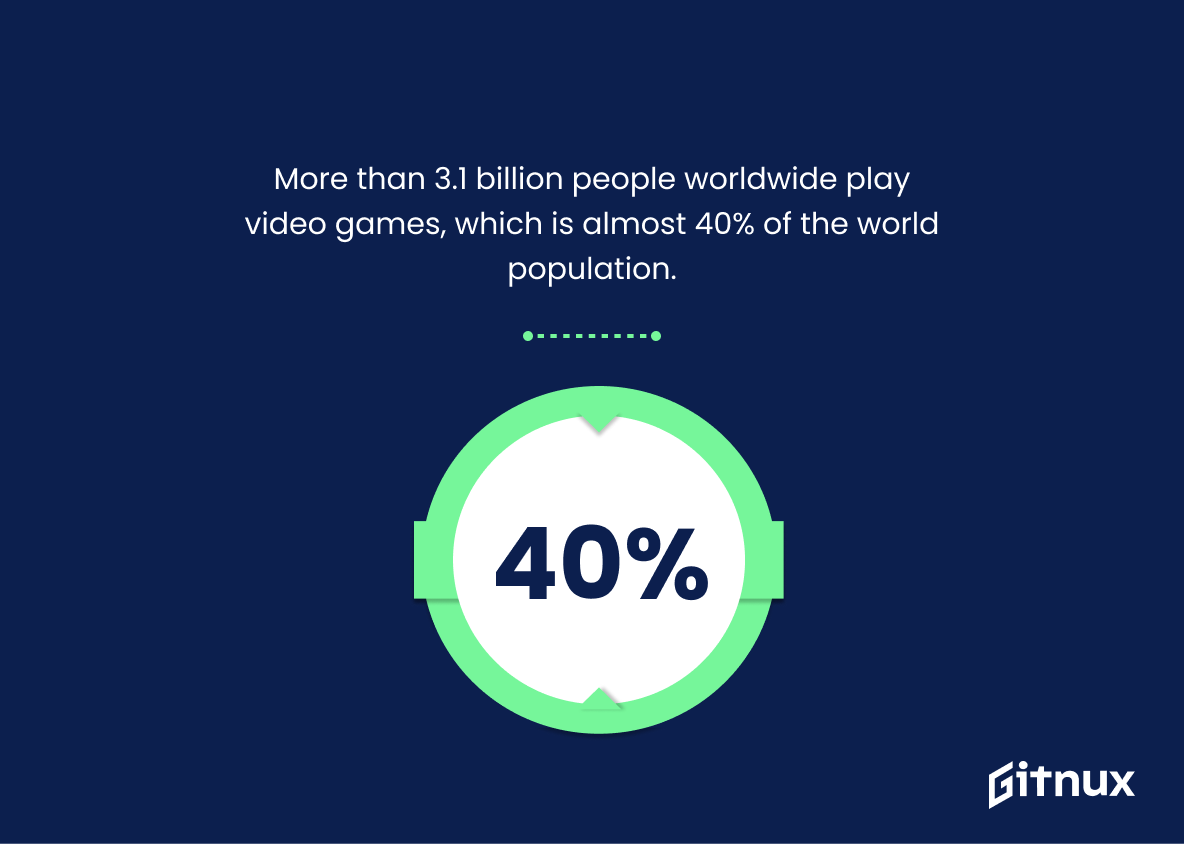 More than 3.1 billion people worldwide play
video games, which is almost 40% of the world
population.
40%
Gitnux